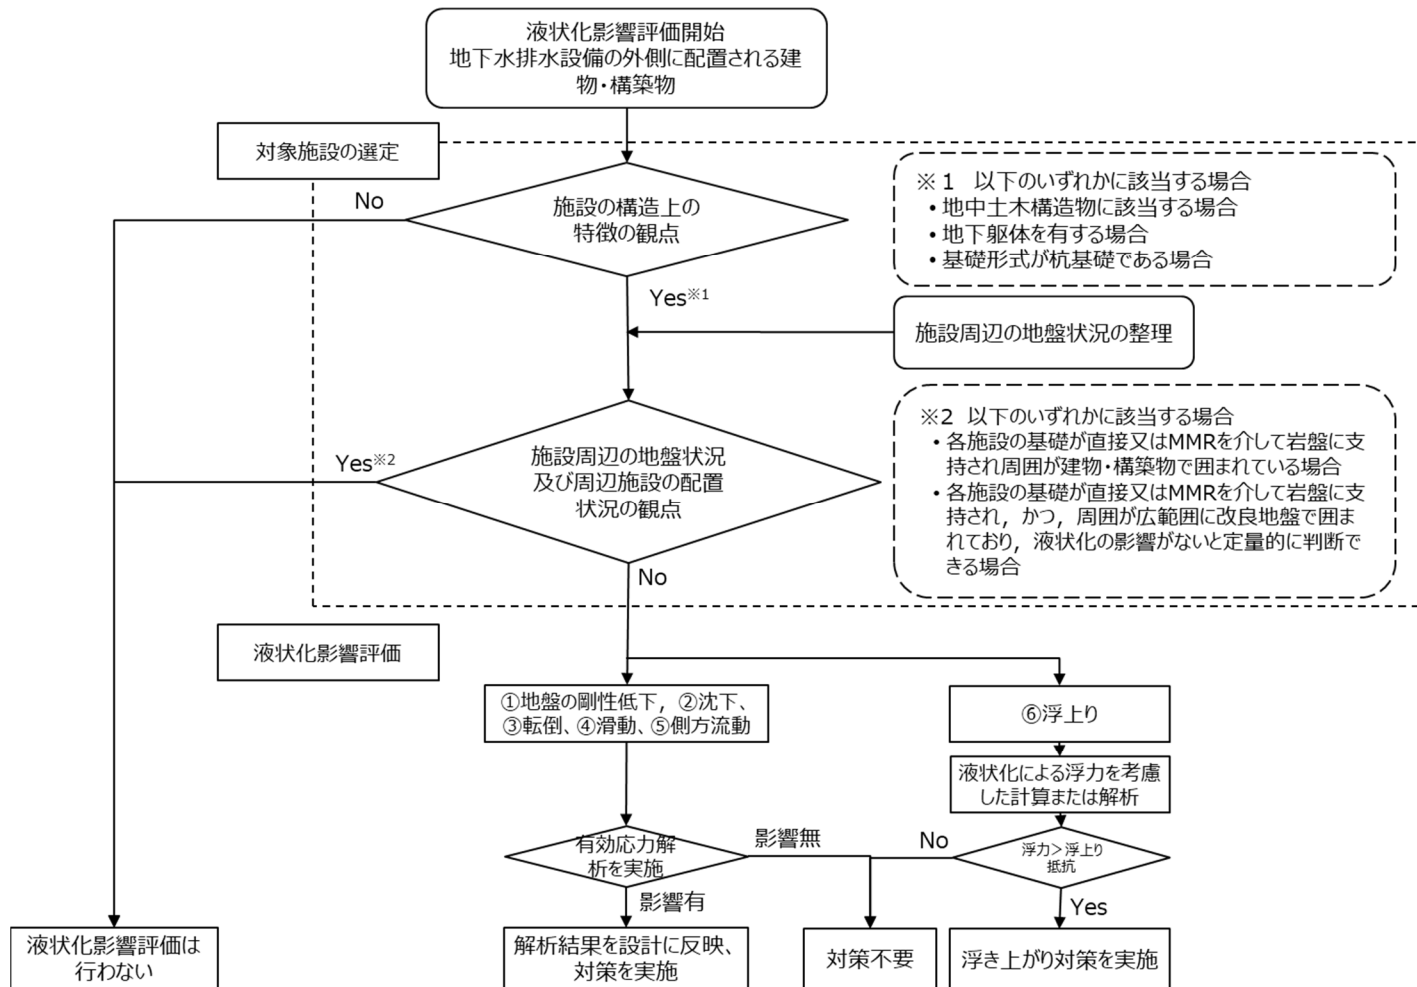 液状化影響評価開始
地下水排水設備の外側に配置される建
物・構築物
対象施設の選定
No
施設の構造上の
特徴の観点
※１ 以下のいずれかに該当する場合
・地中土木構造物に該当する場合
・地下躯体を有する場合
・基礎形式が杭基礎である場合
Yes※1
施設周辺の地盤状況の整理
Yes※2
施設周辺の地盤状況
及び周辺施設の配置
状況の観点
※2 以下のいずれかに該当する場合
・各施設の基礎が直接又はMMRを介して岩盤に支
持され周囲が建物・構築物で囲まれている場合
・各施設の基礎が直接又はMMRを介して岩盤に支
持され，かつ，周囲が広範囲に改良地盤で囲ま
れており，液状化の影響がないと定量的に判断で
きる場合
No
液状化影響評価
①地盤の剛性低下，②沈下、
③転倒、④滑動、⑤側方流動
⑥浮上り
液状化による浮力を考慮
した計算または解析
有効応力解
析を実施
影響無
No
浮力＞浮上り
抵抗
影響有
Yes
液状化影響評価は
行わない
解析結果を設計に反映、
対策を実施
対策不要
浮き上がり対策を実施